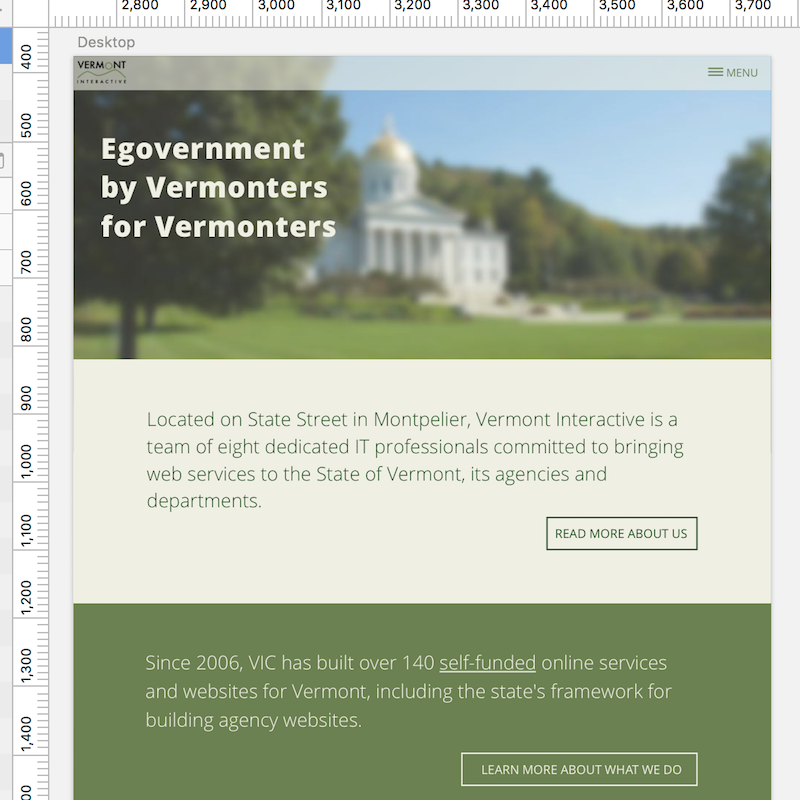 2,800 2,900 3,000 3,100 3,200 3,300 3,400 3,500 3,600 3,700
Desktop
VERMONT
INTERACTIVE
MENU
Egovernment
by Vermonters
for Vermonters
Located on State Street in Montpelier, Vermont Interactive is a
team of eight dedicated IT professionals committed to bringing
web services to the State of Vermont, its agencies and
departments.
READ MORE ABOUT US
Since 2006, VIC has built over 140 self-funded online services
and websites for Vermont, including the state's framework for
building agency websites.
LEARN MORE ABOUT WHAT WE DO
400
500
600
700
800
900
1,000
1,100
1,200
1,300
1,400